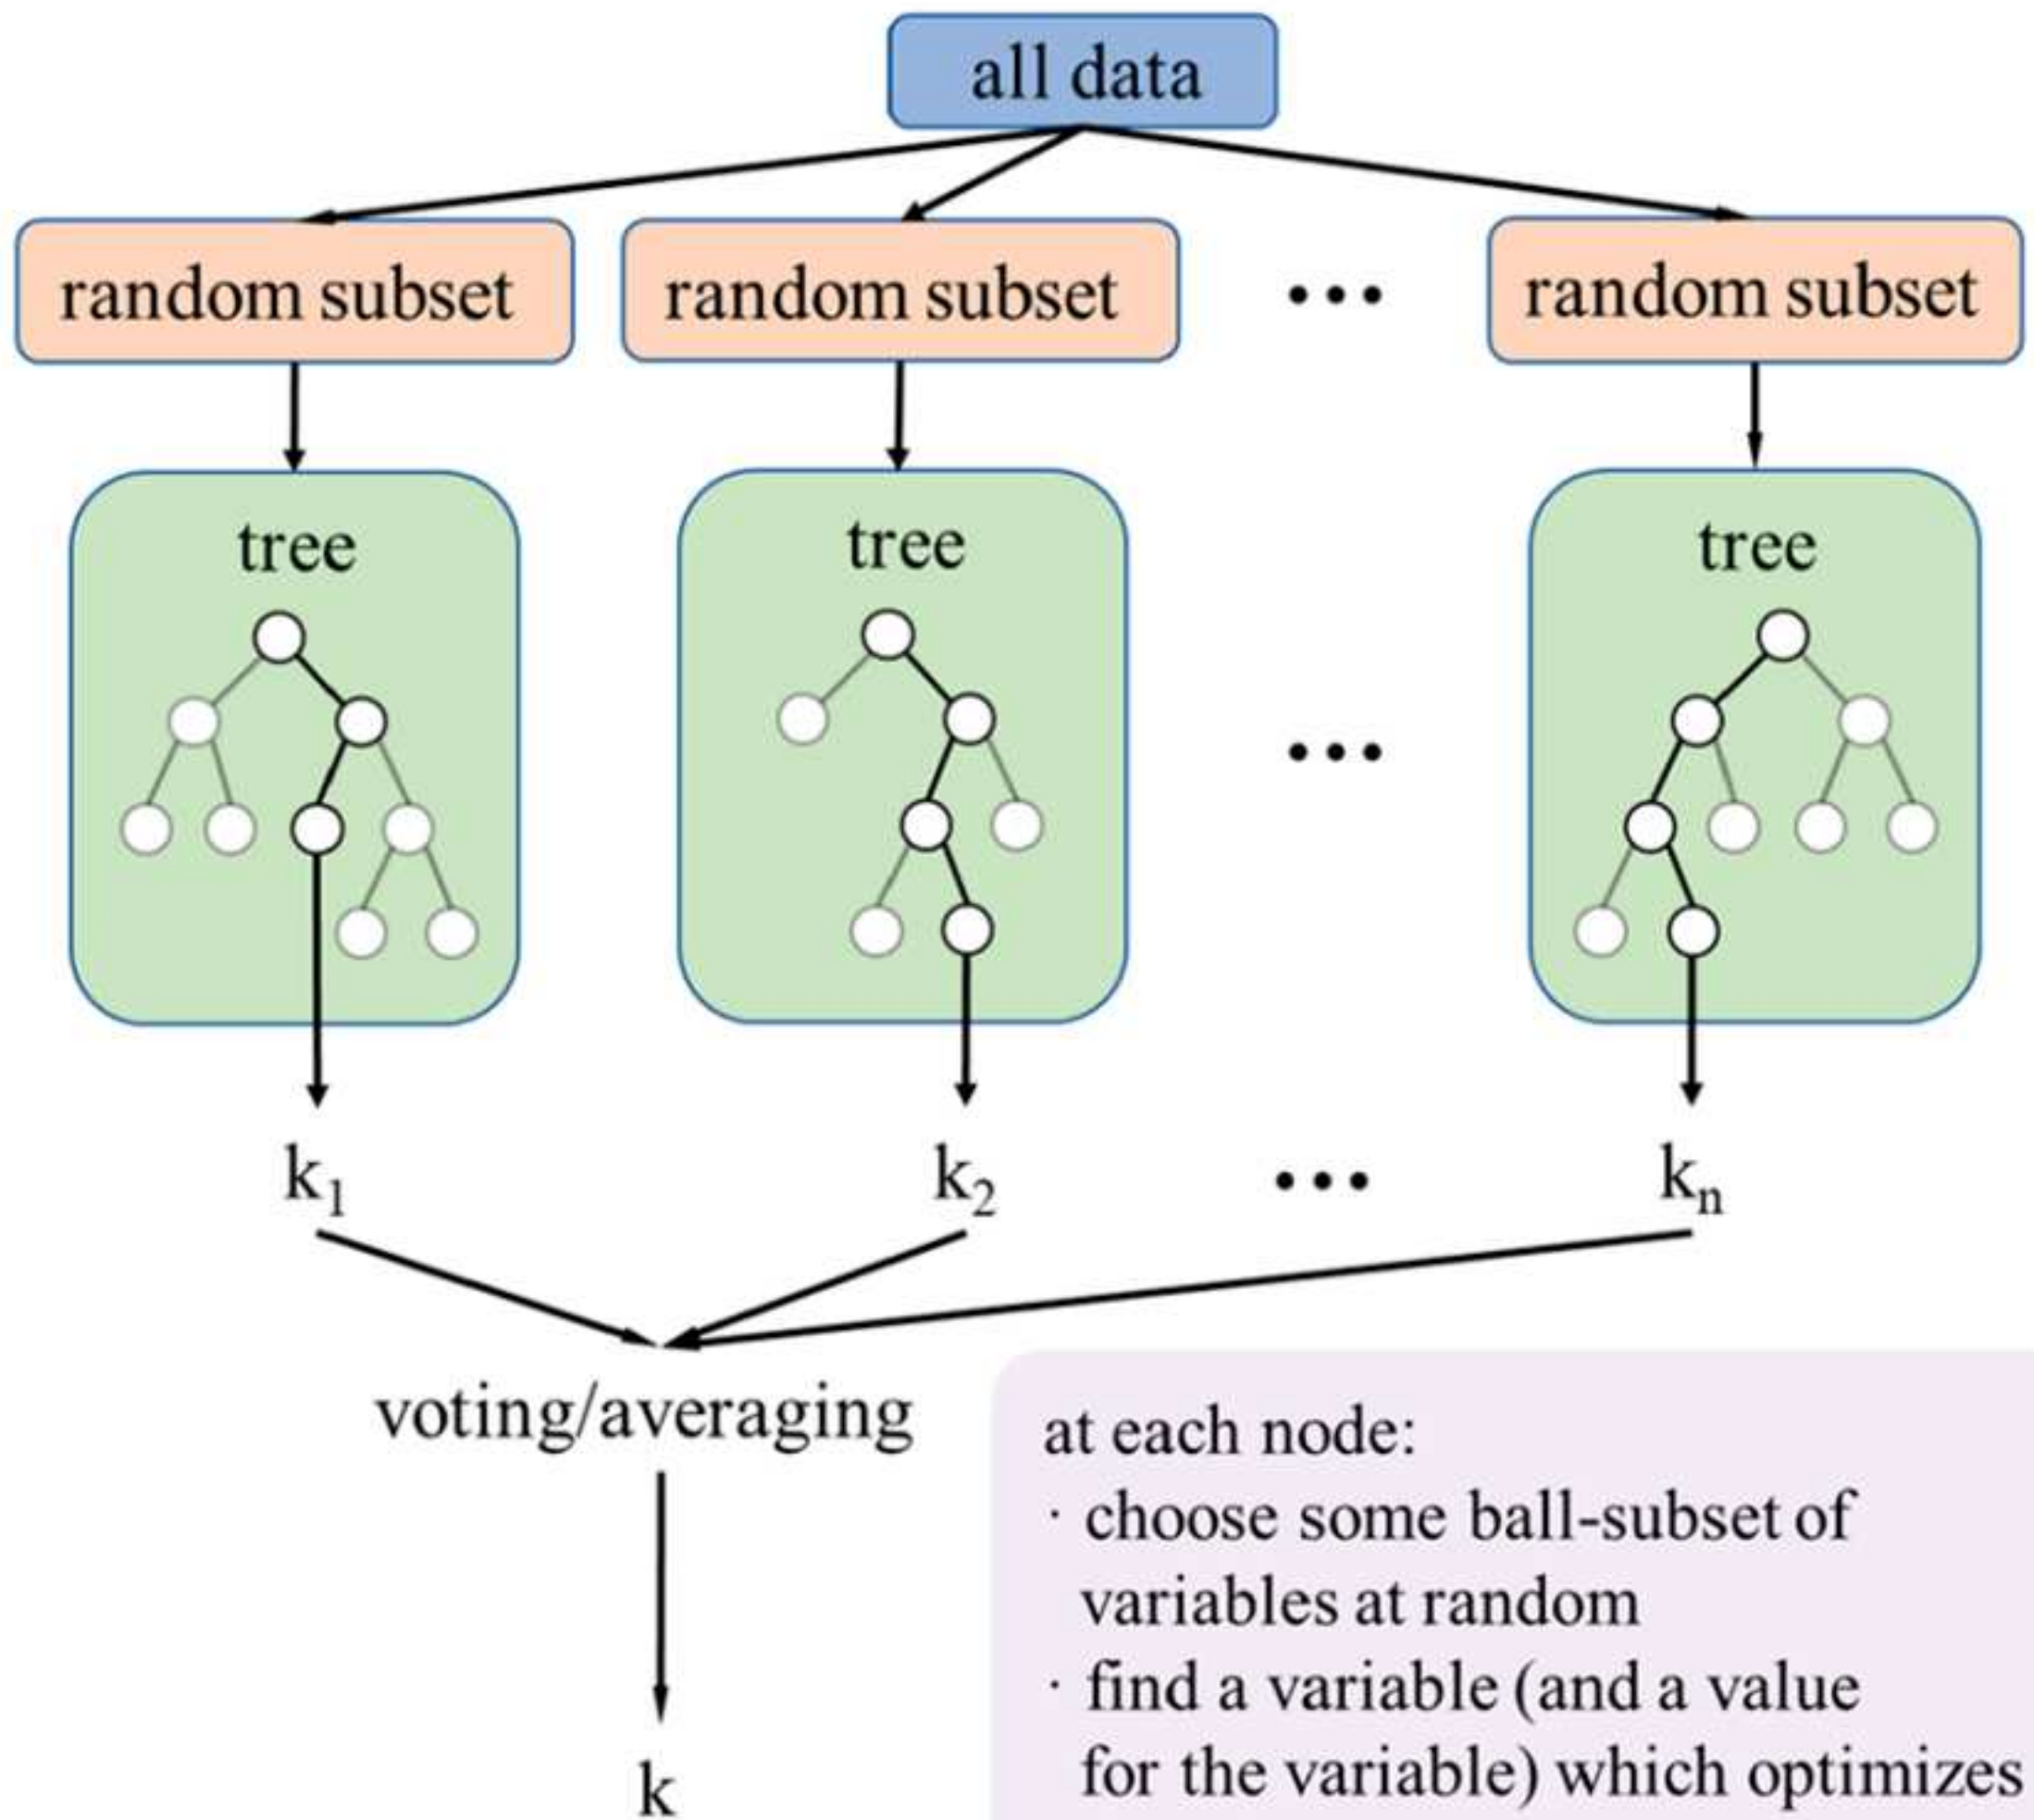 all data
random subset random subset ... random subset
tree tree tree
...
k1 k2 ... kn
voting/averaging
k
at each node:
· choose some ball-subset of
variables at random
· find a variable (and a value
for the variable) which optimizes